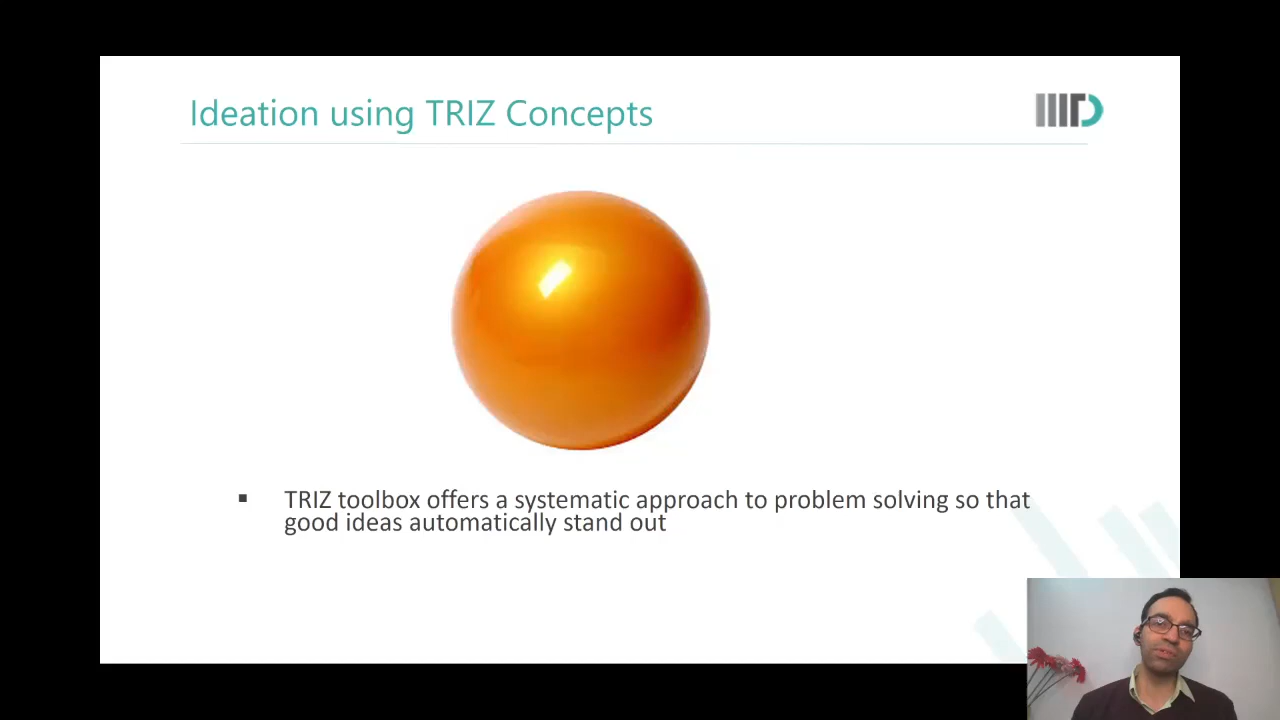 Ideation using TRIZ Concepts
IIITD
TRIZ toolbox offers a systematic approach to problem solving so that
good ideas automatically stand out